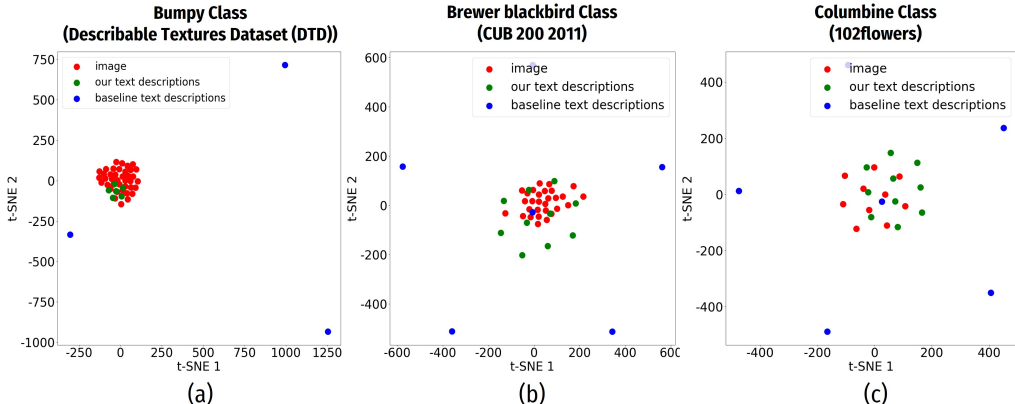 Bumpy Class
(Describable Textures Dataset (DTD))
Brewer blackbird Class
(CUB 200 2011)
Columbine Class
(102flowers)
t-SNE 2
750
500
250
0
-250
-500
-750
-1000
image
our text descriptions
baseline text descriptions
-250 0 250 500 750 1000 1250
t-SNE 1
(a)
t-SNE 2
600
400
200
0
-200
-400
image
our text descriptions
baseline text descriptions
-600 -400 -200 0 200 400 600
t-SNE 1
(b)
t-SNE 2
400
200
0
-200
-400
image
our text descriptions
baseline text descriptions
-400 -200 0 200 400
t-SNE 1
(c)